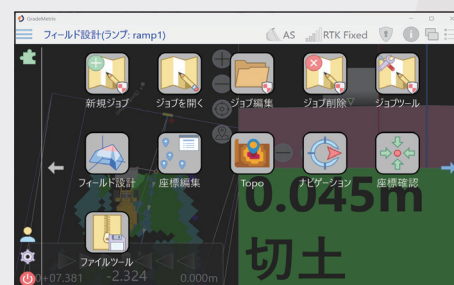 GradeMetrix
フィールド設計(ランプ: ramp1)
AS
RTK Fixed
新規ジョブ
ジョブを開く
ジョブ編集
ジョブ削除
ジョブツール
フィールド設計
座標編集
Topo
ナビゲーション
座標確認
ファイルツール
0.045m
切土
0+07.381
-2.324
0.000m